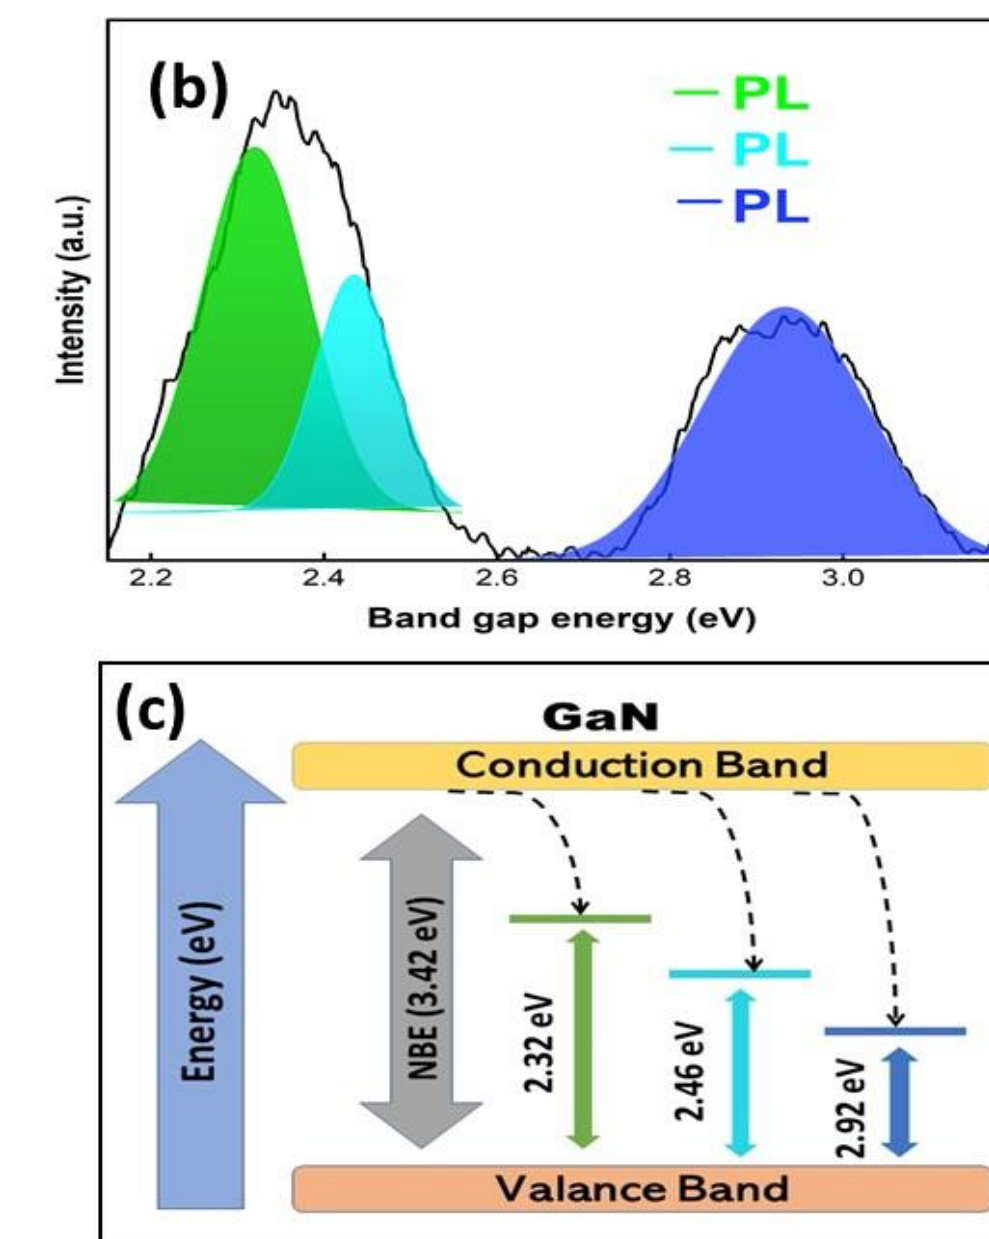 (b)
PL
PL
PL
Intensity (a.u.)
2.2 2.4 2.6 2.8 3.0
Band gap energy (eV)
(c)
GaN
Conduction Band
Energy (eV)
NBE (3.42 eV)
2.32 eV
2.46 eV
2.92 eV
Valance Band